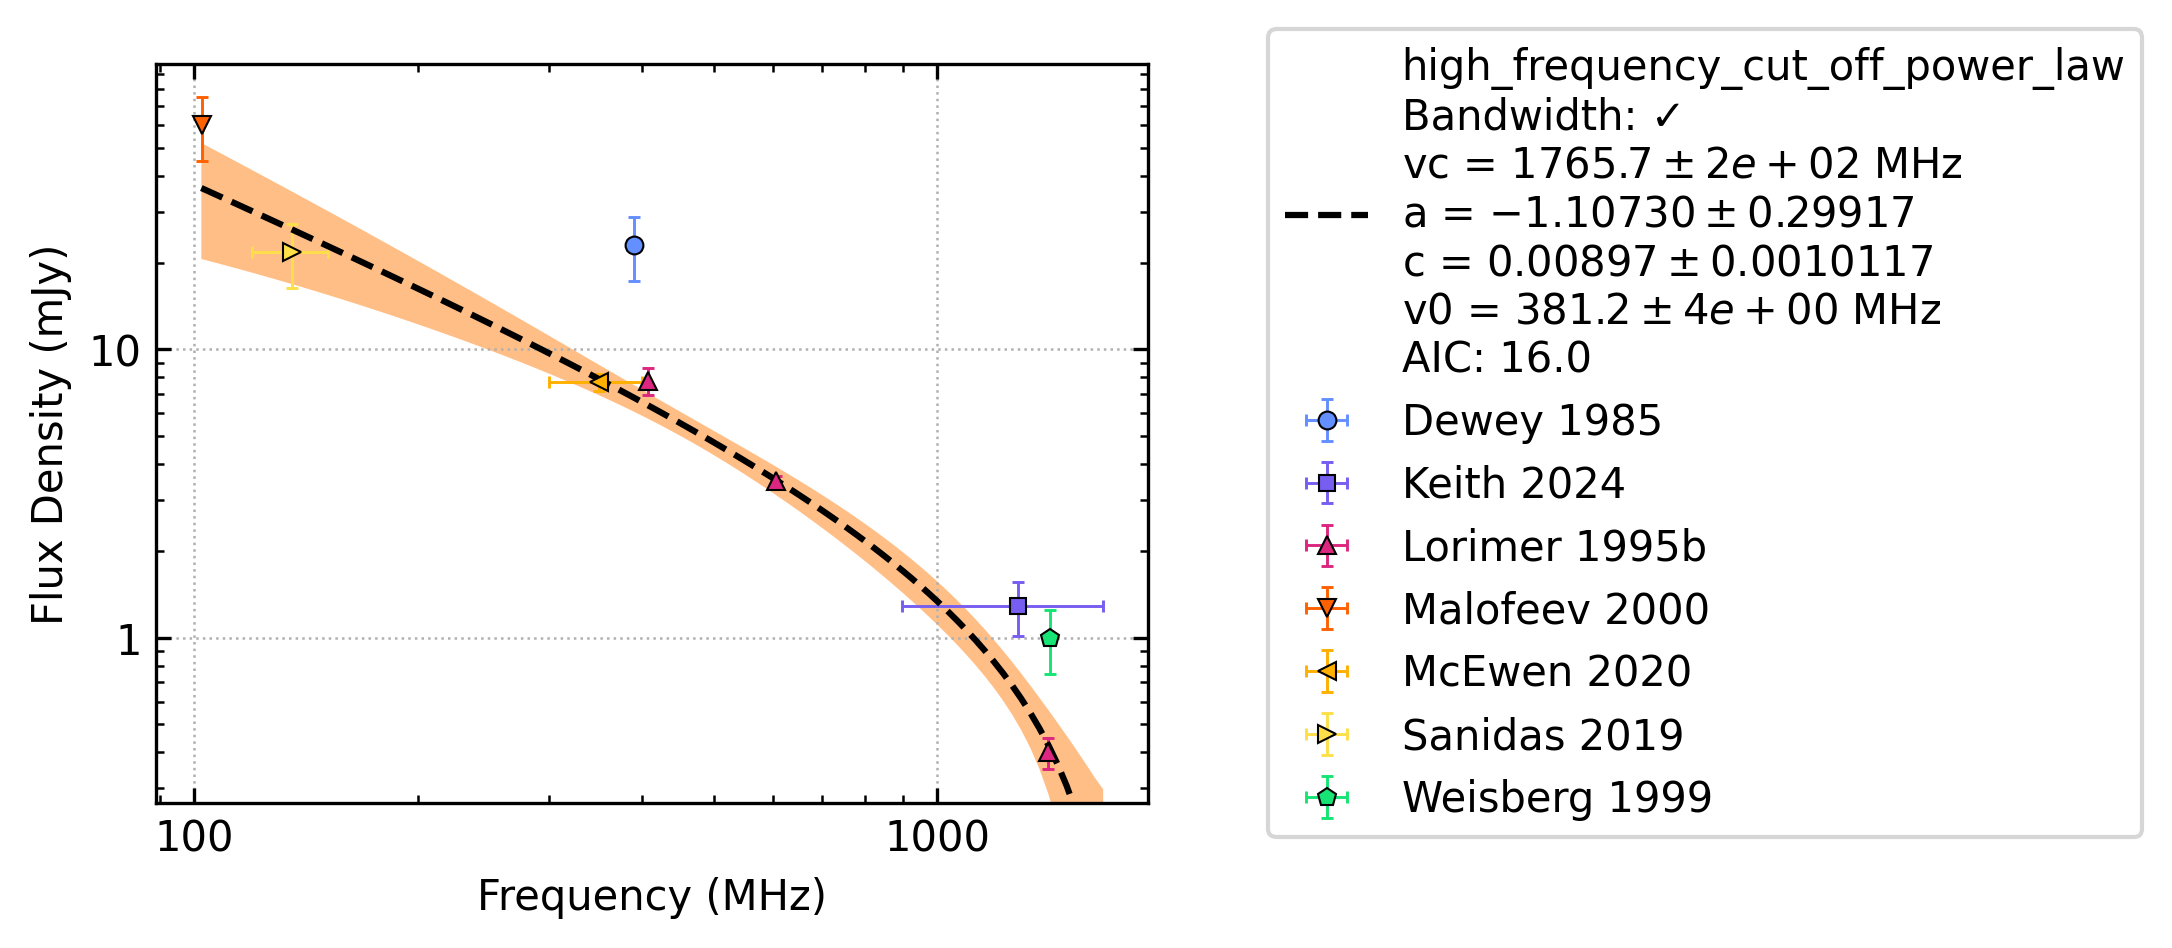 high_frequency_cut_off_power_law
Bandwidth: ✓
vc = 1765.7 ± 2e + 02 MHz
a = −1.10730 ± 0.29917
c = 0.00897 ± 0.0010117
v0 = 381.2 ± 4e + 00 MHz
AIC: 16.0
Dewey 1985
Keith 2024
Lorimer 1995b
Malofeev 2000
McEwen 2020
Sanidas 2019
Weisberg 1999
Flux Density (mJy)
10
1
100
1000
Frequency (MHz)